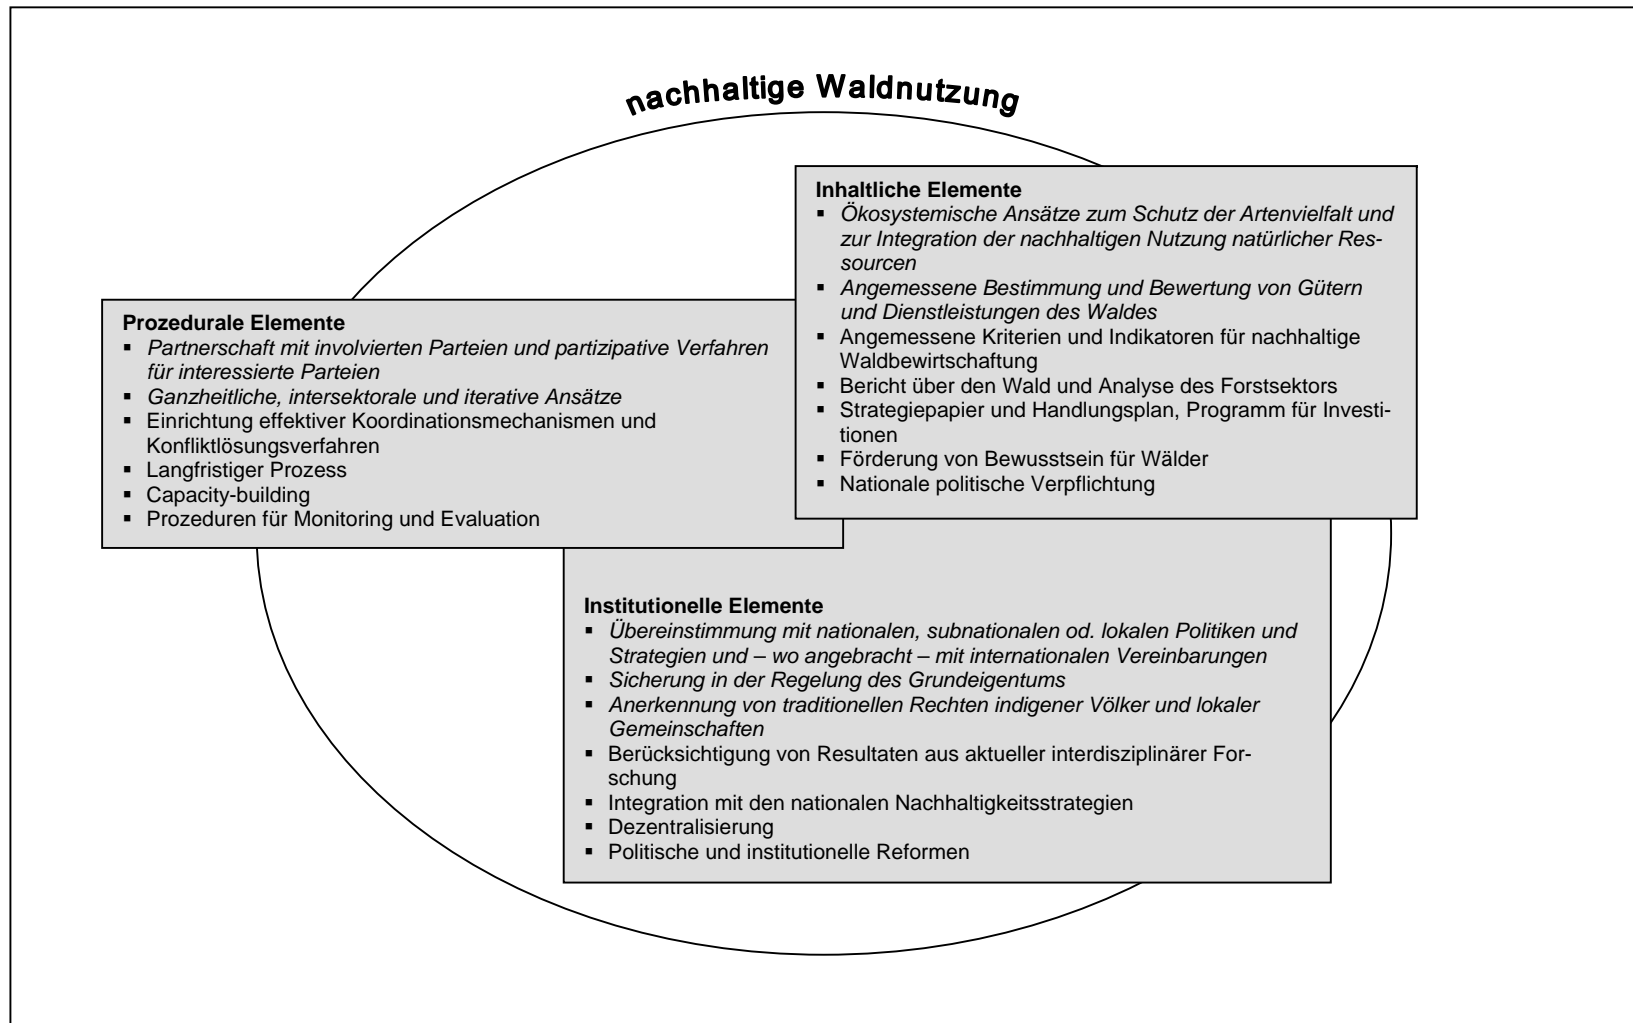 nachhaltige Waldnutzung
Inhaltliche Elemente
▪ Ökosystemische Ansätze zum Schutz der Artenvielfalt und
zur Integration der nachhaltigen Nutzung natürlicher Res-
sourcen
▪ Angemessene Bestimmung und Bewertung von Gütern
und Dienstleistungen des Waldes
▪ Angemessene Kriterien und Indikatoren für nachhaltige
Waldbewirtschaftung
▪ Bericht über den Wald und Analyse des Forstsektors
▪ Strategiepapier und Handlungsplan, Programm für Investi-
tionen
▪ Förderung von Bewusstsein für Wälder
▪ Nationale politische Verpflichtung
Prozedurale Elemente
▪ Partnerschaft mit involvierten Parteien und partizipative Verfahren
für interessierte Parteien
▪ Ganzheitliche, intersektorale und iterative Ansätze
▪ Einrichtung effektiver Koordinationsmechanismen und
Konfliktlösungsverfahren
▪ Langfristiger Prozess
▪ Capacity-building
▪ Prozeduren für Monitoring und Evaluation
Institutionelle Elemente
▪ Übereinstimmung mit nationalen, subnationalen od. lokalen Politiken und
Strategien und – wo angebracht – mit internationalen Vereinbarungen
▪ Sicherung in der Regelung des Grundeigentums
▪ Anerkennung von traditionellen Rechten indigener Völker und lokaler
Gemeinschaften
▪ Berücksichtigung von Resultaten aus aktueller interdisziplinärer For-
schung
▪ Integration mit den nationalen Nachhaltigkeitsstrategien
▪ Dezentralisierung
▪ Politische und institutionelle Reformen